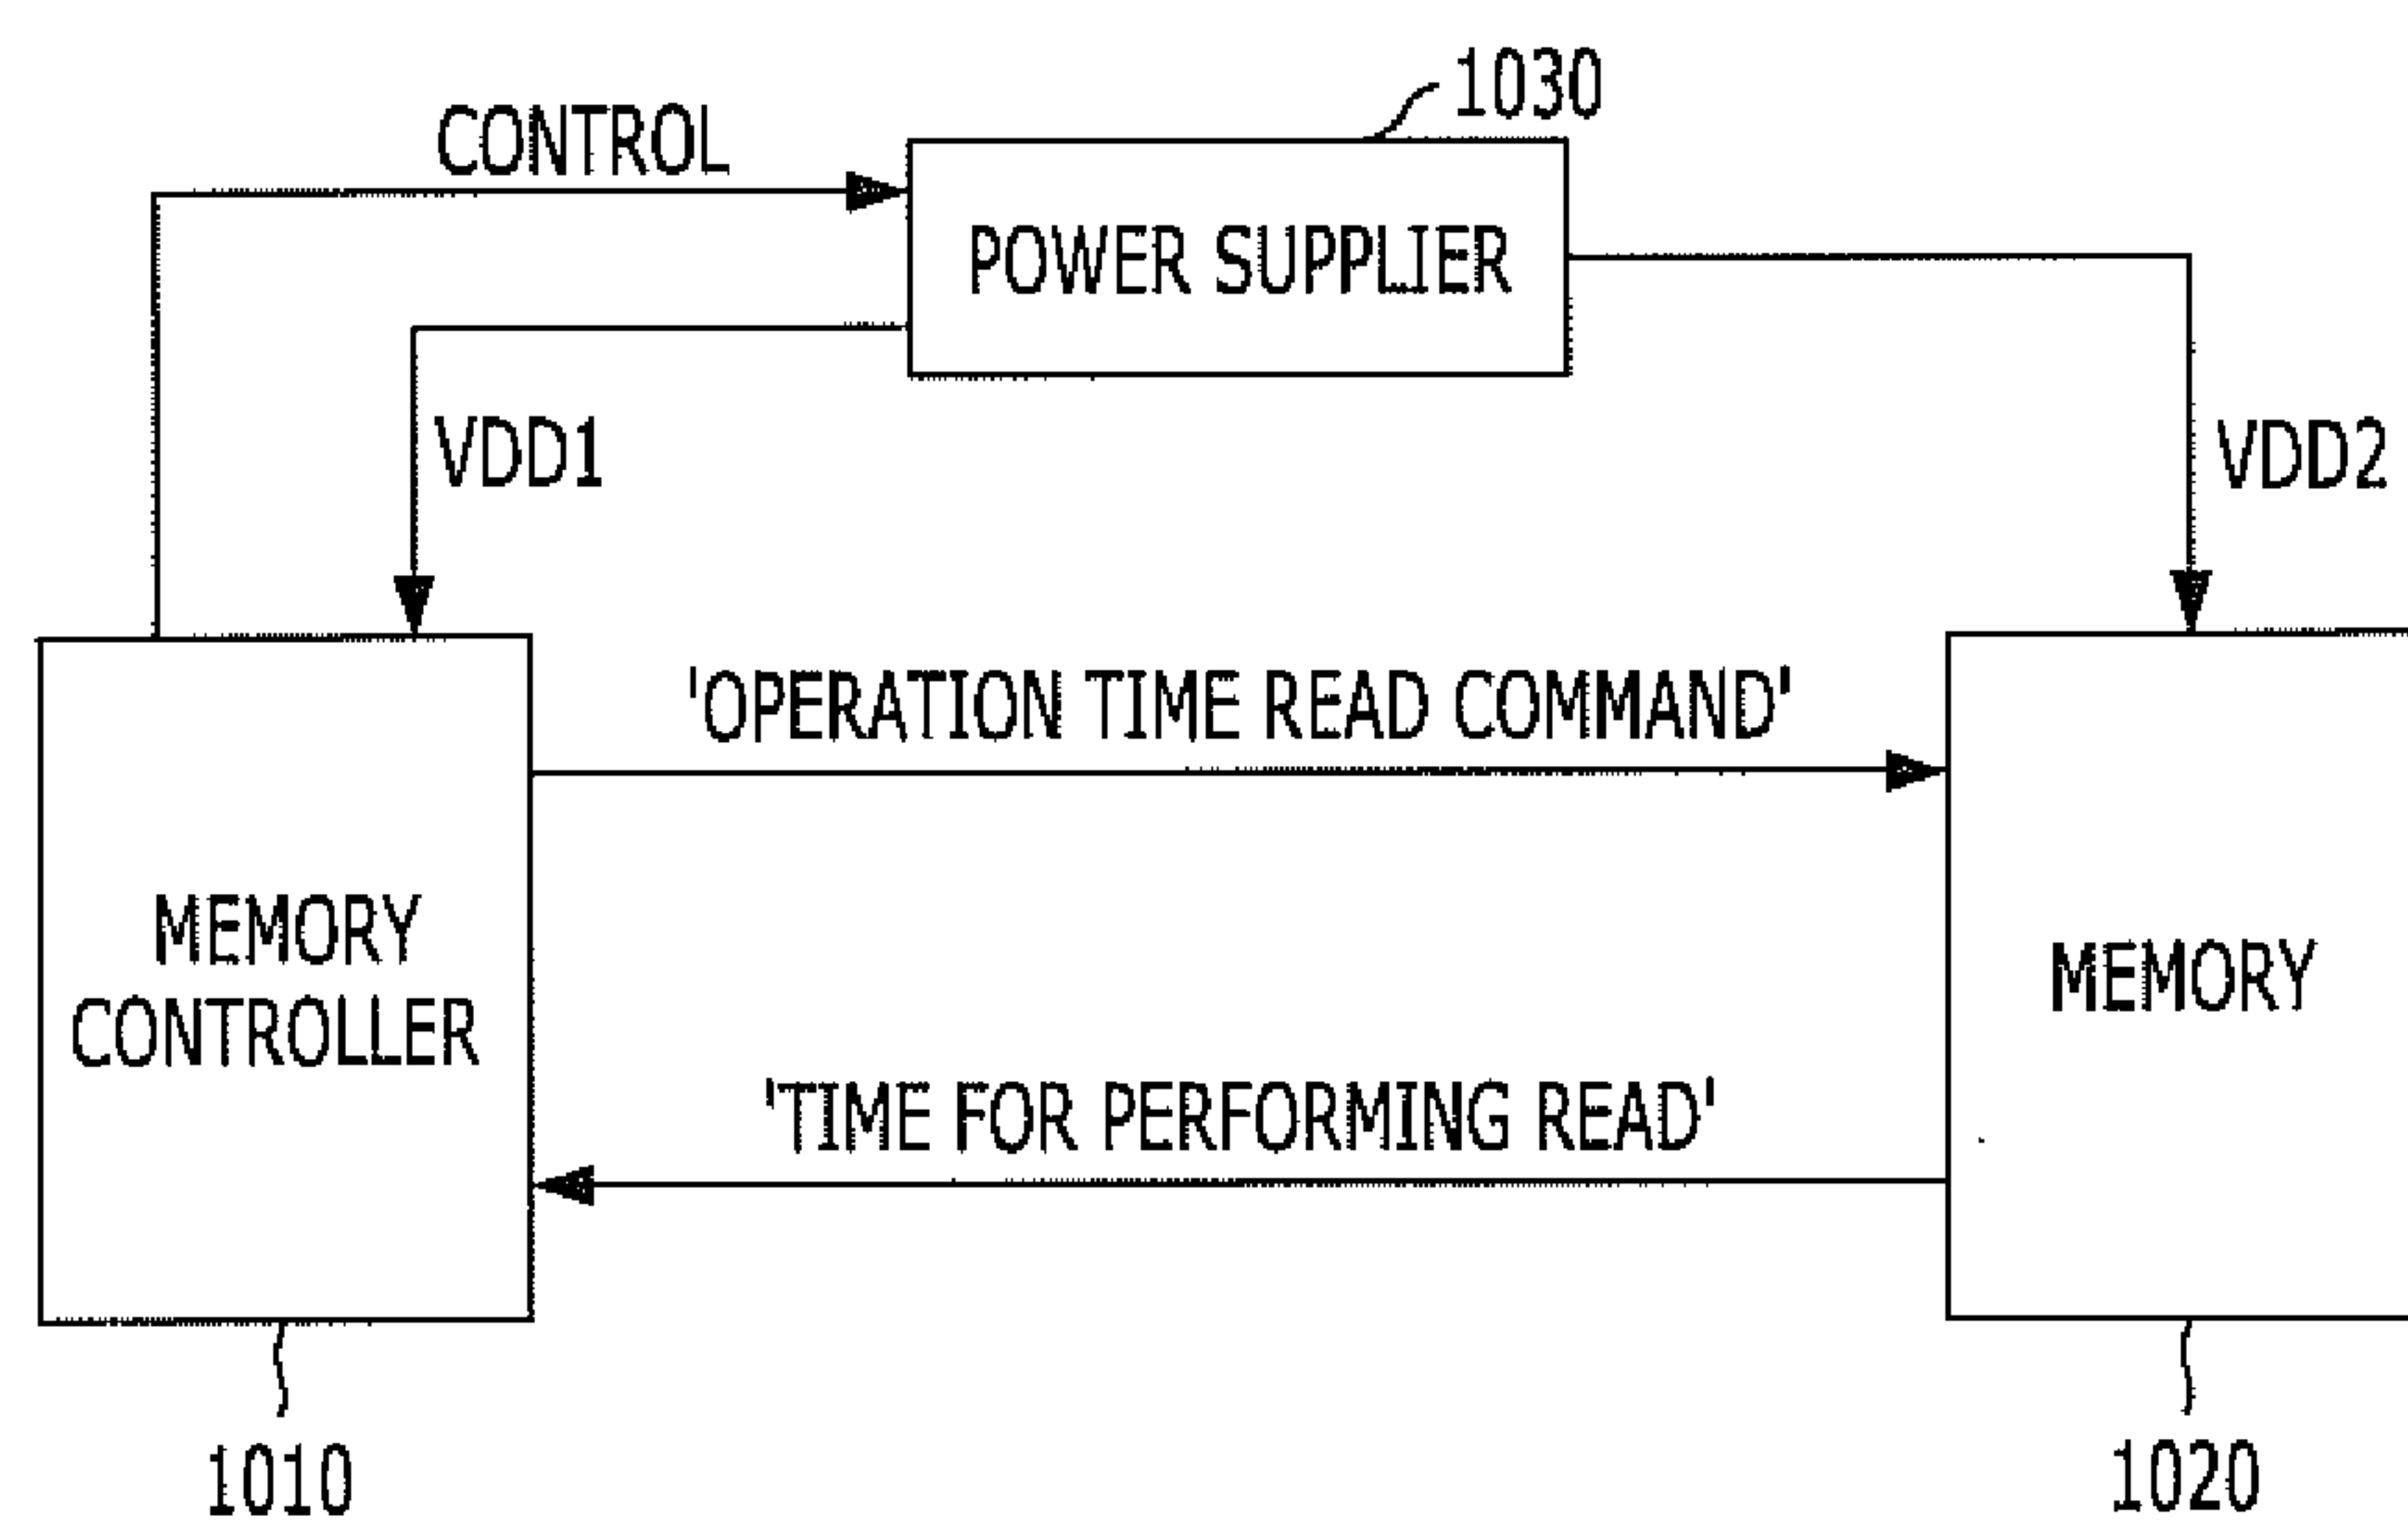 1030
CONTROL
POWER SUPPLIER
VDD1
VDD2
'OPERATION TIME READ COMMAND'
MEMORY
CONTROLLER
MEMORY
'TIME FOR PERFORMING READ'
1010
1020